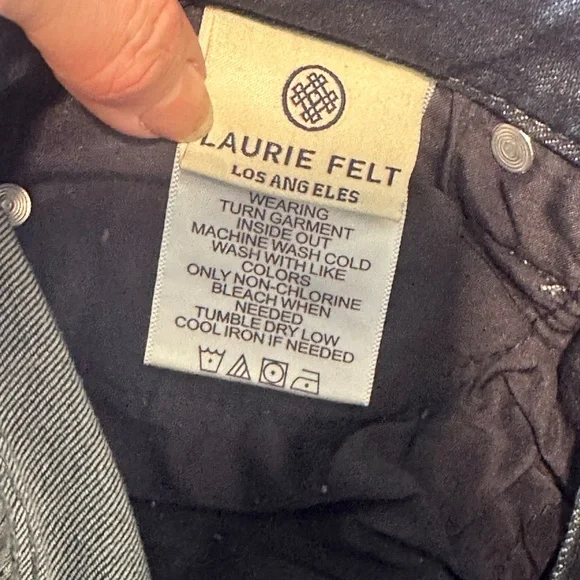 LAURIE FELT
LOS ANGELES
WEARING
TURN GARMENT
INSIDE OUT
MACHINE WASH COLD
WASH WITH LIKE
COLORS
ONLY NON-CHLORINE
BLEACH WHEN
NEEDED
TUMBLE DRY LOW
COOL IRON IF NEEDED